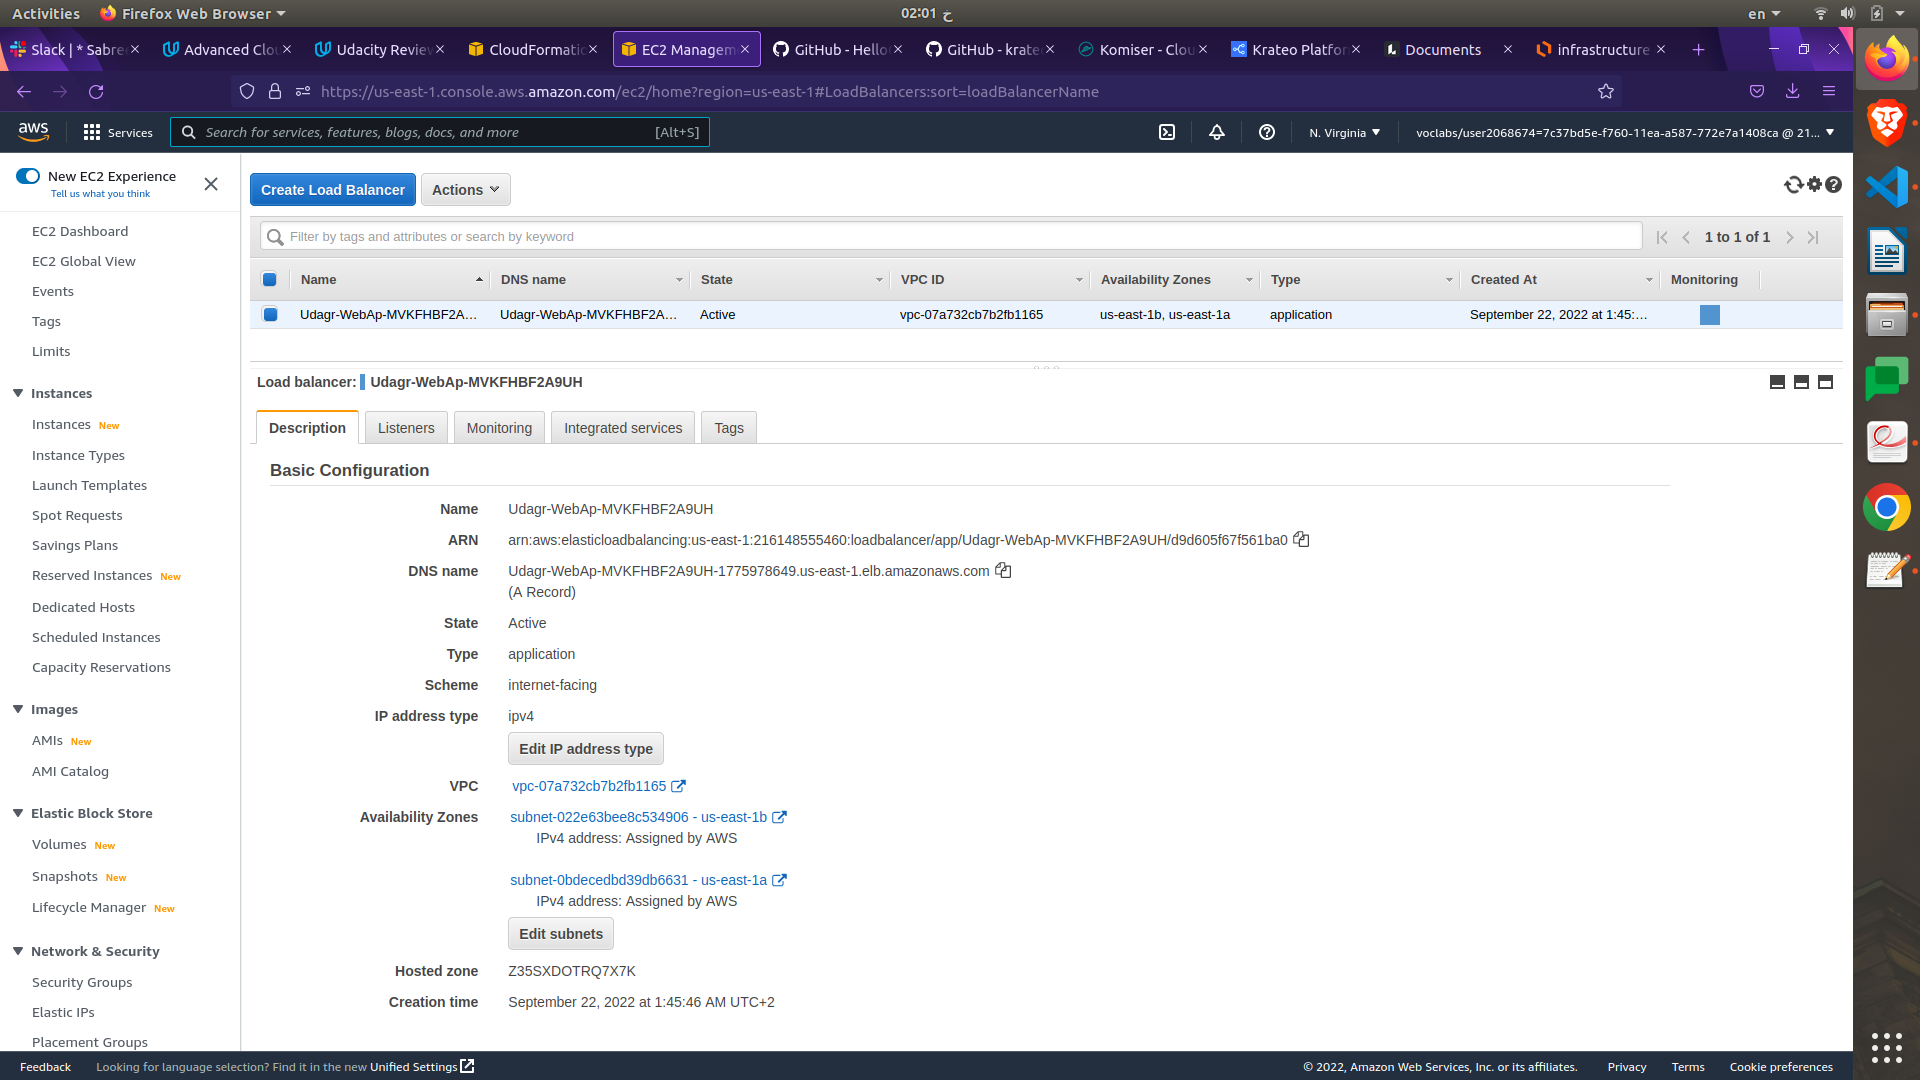 Activities
Firefox Web Browser
02:01 ح
en
Slack | * Sabre
Advanced Clou
Udacity Review
CloudFormatio
EC2 Managem
GitHub - Hello
GitHub - krate
Komiser - Clou
Krateo Platfor
Documents
infrastructure
https://us-east-1.console.aws.amazon.com/ec2/home?region=us-east-1#LoadBalancers:sort=loadBalancerName
aws
Services
Search for services, features, blogs, docs, and more
[Alt+S]
N. Virginia
voclabs/user2068674=7c37bd5e-f760-11ea-a587-772e7a1408ca @ 21...
New EC2 Experience
Tell us what you think
EC2 Dashboard
EC2 Global View
Events
Tags
Limits
Instances
Instances New
Instance Types
Launch Templates
Spot Requests
Savings Plans
Reserved Instances New
Dedicated Hosts
Scheduled Instances
Capacity Reservations
Images
AMIs New
AMI Catalog
Elastic Block Store
Volumes New
Snapshots New
Lifecycle Manager New
Network & Security
Security Groups
Elastic IPs
Placement Groups
Create Load Balancer
Actions
Filter by tags and attributes or search by keyword
1 to 1 of 1
Name DNS name State VPC ID Availability Zones Type Created At Monitoring
Udagr-WebAp-MVKFHBF2A... Udagr-WebAp-MVKFHBF2A... Active vpc-07a732cb7b2fb1165 us-east-1b, us-east-1a application September 22, 2022 at 1:45:...
Load balancer: Udagr-WebAp-MVKFHBF2A9UH
Description Listeners Monitoring Integrated services Tags
Basic Configuration
Name Udagr-WebAp-MVKFHBF2A9UH
ARN arn:aws:elasticloadbalancing:us-east-1:216148555460:loadbalancer/app/Udagr-WebAp-MVKFHBF2A9UH/d9d605f67f561ba0
DNS name Udagr-WebAp-MVKFHBF2A9UH-1775978649.us-east-1.elb.amazonaws.com
(A Record)
State Active
Type application
Scheme internet-facing
IP address type ipv4
Edit IP address type
VPC vpc-07a732cb7b2fb1165
Availability Zones subnet-022e63bee8c534906 - us-east-1b
IPv4 address: Assigned by AWS
subnet-0bdecedbd39db6631 - us-east-1a
IPv4 address: Assigned by AWS
Edit subnets
Hosted zone Z35SXDOTRQ7X7K
Creation time September 22, 2022 at 1:45:46 AM UTC+2
Feedback
Looking for language selection? Find it in the new Unified Settings
© 2022, Amazon Web Services, Inc. or its affiliates.
Privacy
Terms
Cookie preferences